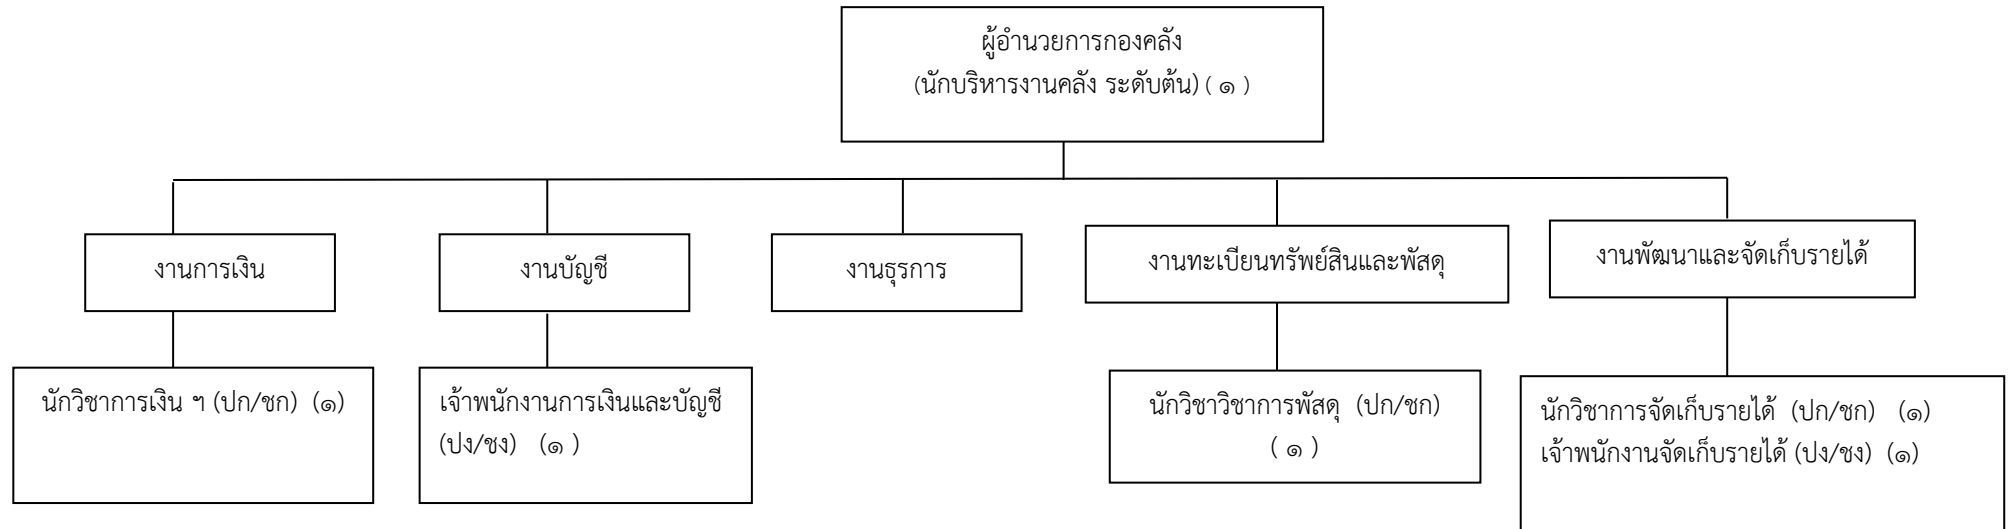 ผู้อำนวยการกองคลัง
(นักบริหารงานคลัง ระดับต้น) ( ๑ )
งานการเงิน
งานบัญชี
งานธุรการ
งานทะเบียนทรัพย์สินและพัสดุ
งานพัฒนาและจัดเก็บรายได้
นักวิชาการเงิน ฯ (ปก/ชก) (๑)
เจ้าพนักงานการเงินและบัญชี
(ปง/ชง) (๑ )
นักวิชาวิชาการพัสดุ (ปก/ชก)
( ๑ )
นักวิชาการจัดเก็บรายได้ (ปก/ชก) (๑)
เจ้าพนักงานจัดเก็บรายได้ (ปง/ชง) (๑)